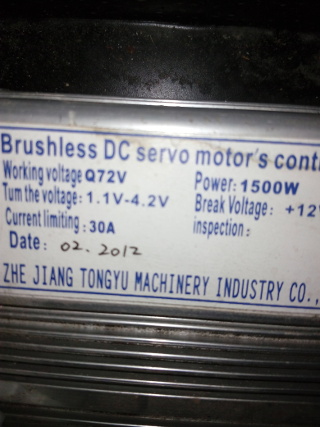 Brushless DC servo motor's cont
Working voltage Q72V Power: 1500W
Turn the voltage: 1.1V-4.2V Break Voltage: +12V
Current limiting: 30A inspection:
Date: 02.2012
ZHE JIANG TONGYU MACHINERY INDUSTRY CO.,